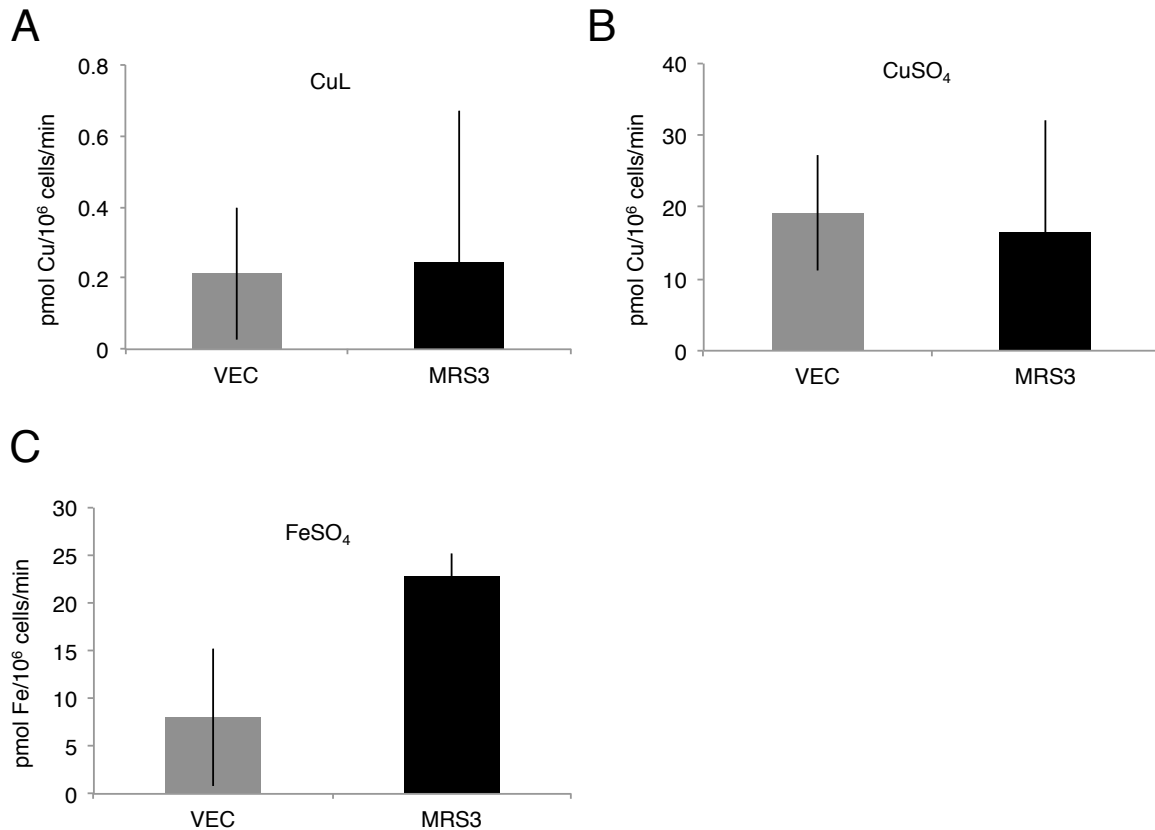 A
CuL
pmol Cu/10⁶ cells/min
0.8
0.6
0.4
0.2
0
VEC MRS3
B
CuSO₄
pmol Cu/10⁶ cells/min
40
30
20
10
0
VEC MRS3
C
FeSO₄
pmol Fe/10⁶ cells/min
30
25
20
15
10
5
0
VEC MRS3